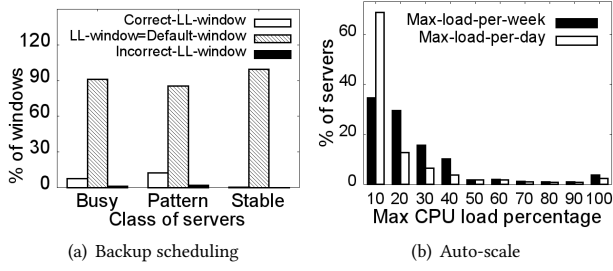 Correct-LL-window
LL-window=Default-window
Incorrect-LL-window
120
90
60
30
0
% of windows
Busy Pattern Stable
Class of servers
(a) Backup scheduling
Max-load-per-week
Max-load-per-day
60
40
20
0
% of servers
10 20 30 40 50 60 70 80 90 100
Max CPU load percentage
(b) Auto-scale